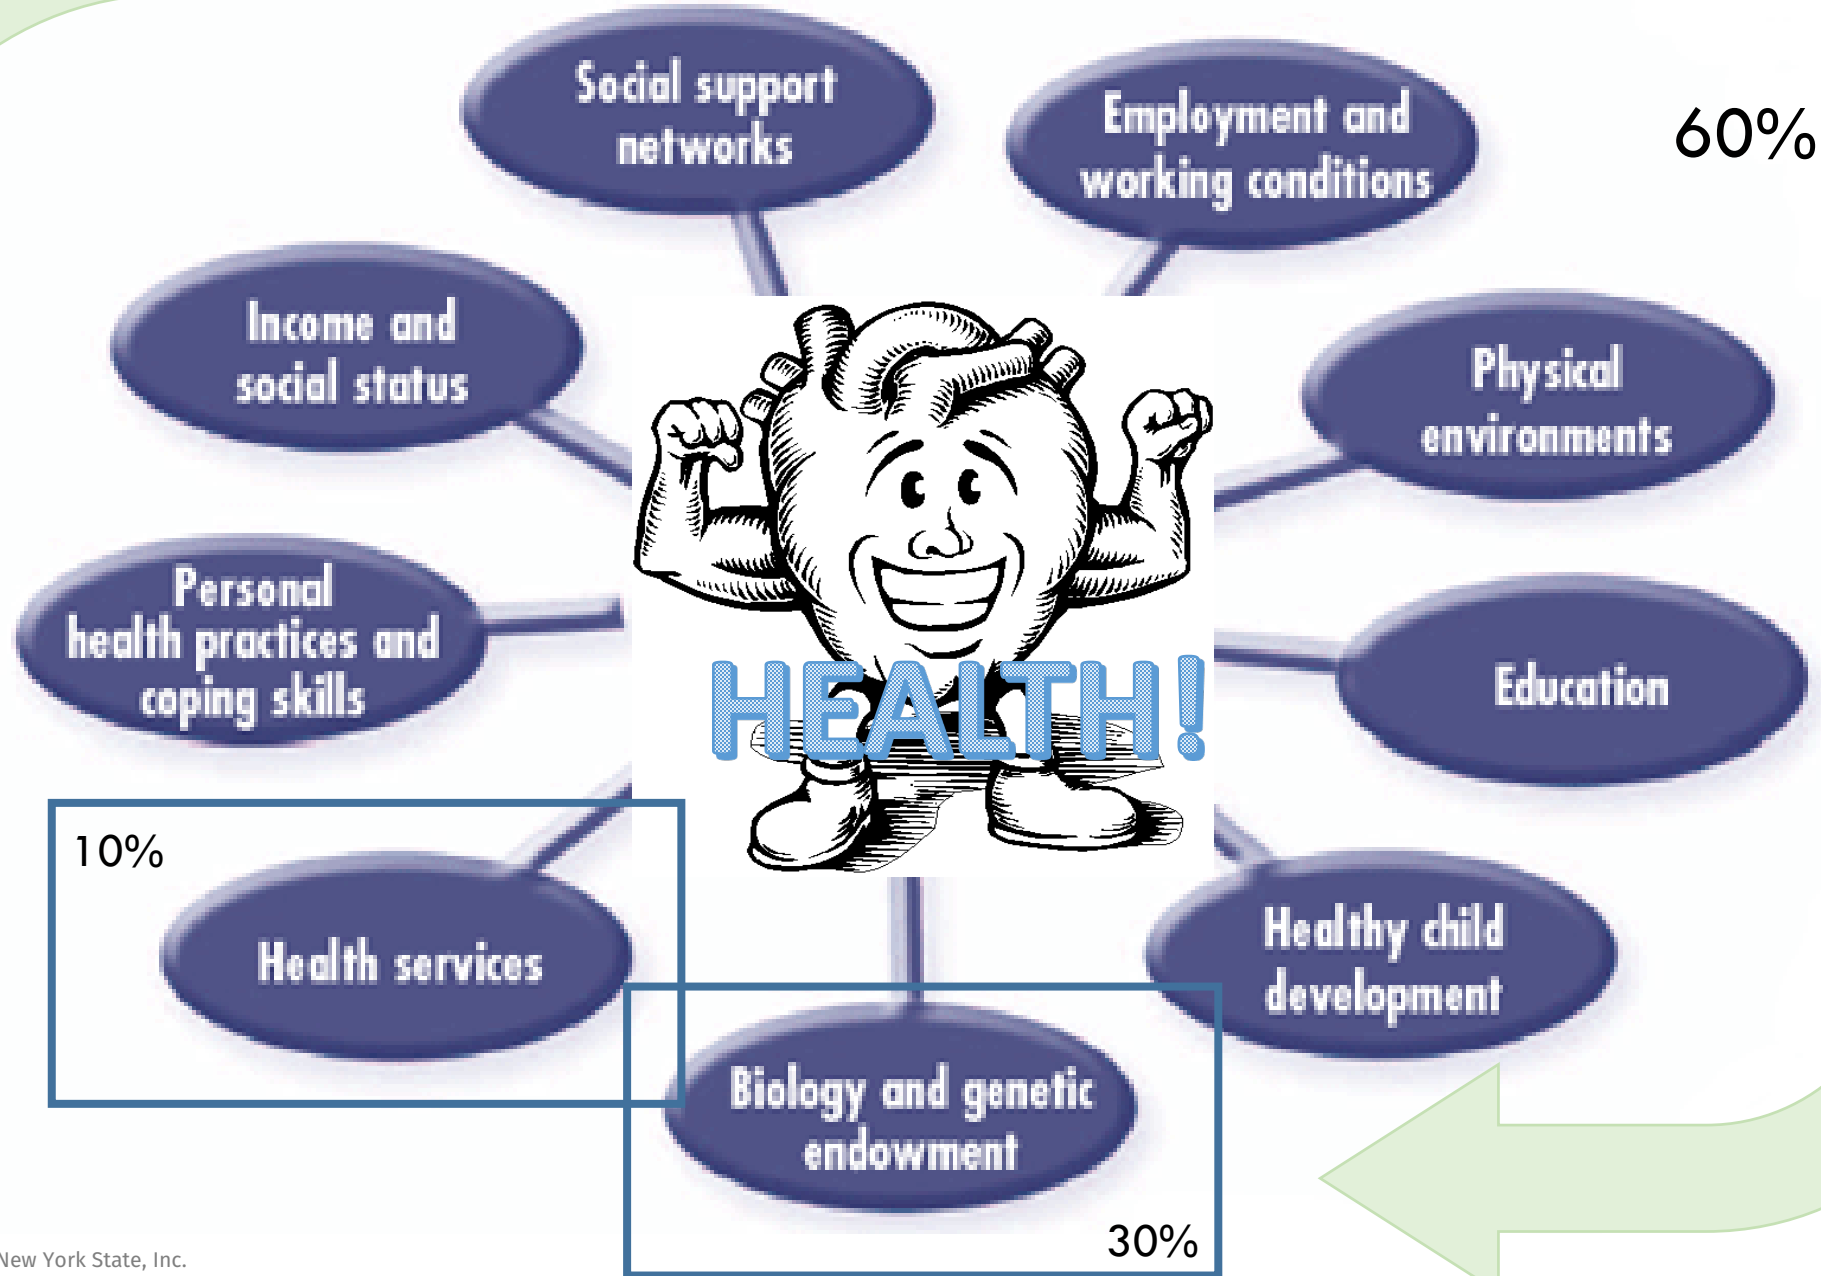 Social support
networks
Employment and
working conditions
60%
Income and
social status
Physical
environments
Personal
health practices and
coping skills
HEALTH!
Education
10%
Health services
Healthy child
development
Biology and genetic
endowment
30%
New York State, Inc.